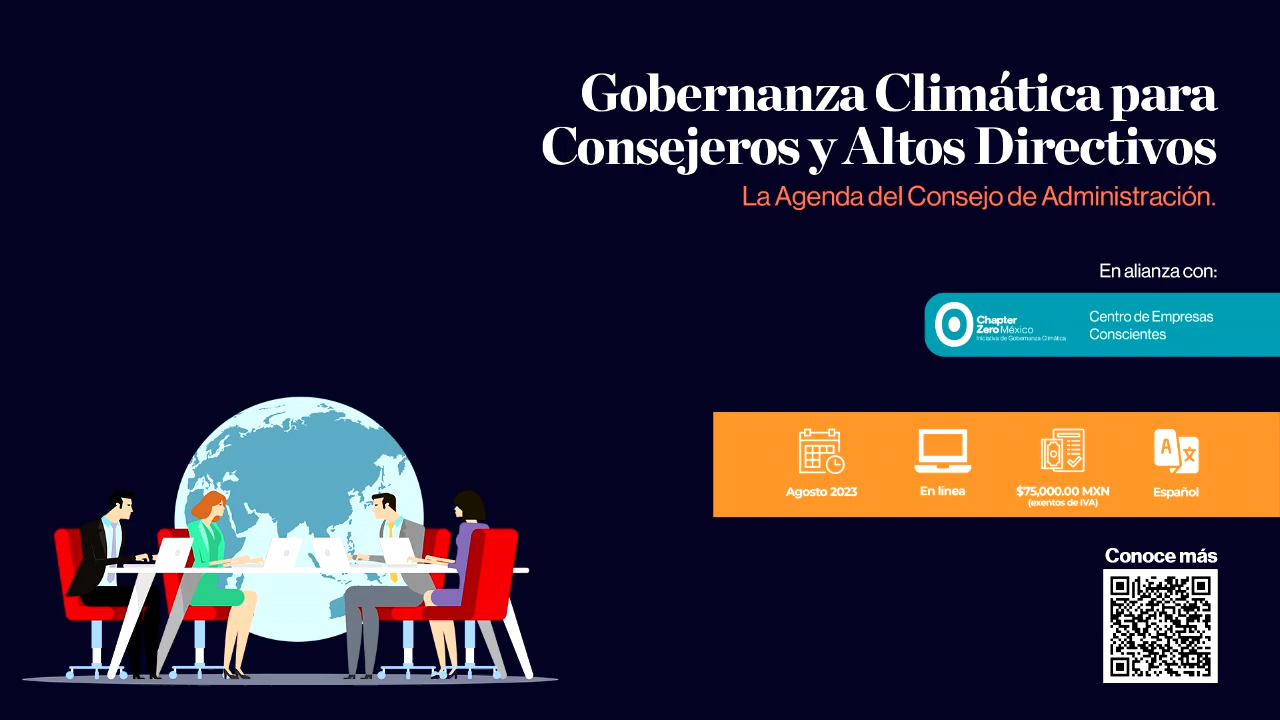 Gobernanza Climática para
Consejeros y Altos Directivos
La Agenda del Consejo de Administración.
En alianza con:
Chapter
Zero México
Iniciativa de Gobernanza Climática
Centro de Empresas
Conscientes
Agosto 2023
En línea
$75,000.00 MXN
(exentos de IVA)
A 文
Español
Conoce más